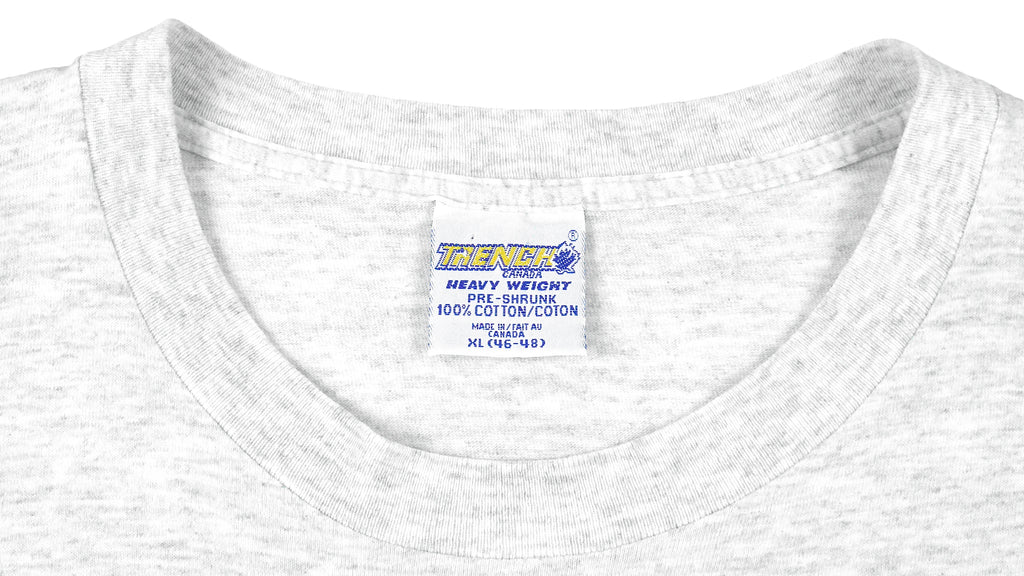 ®
TRENCH
CANADA
HEAVY WEIGHT
PRE-SHRUNK
100% COTTON/COTON
MADE IN/FAIT AU
CANADA
XL (46-48)